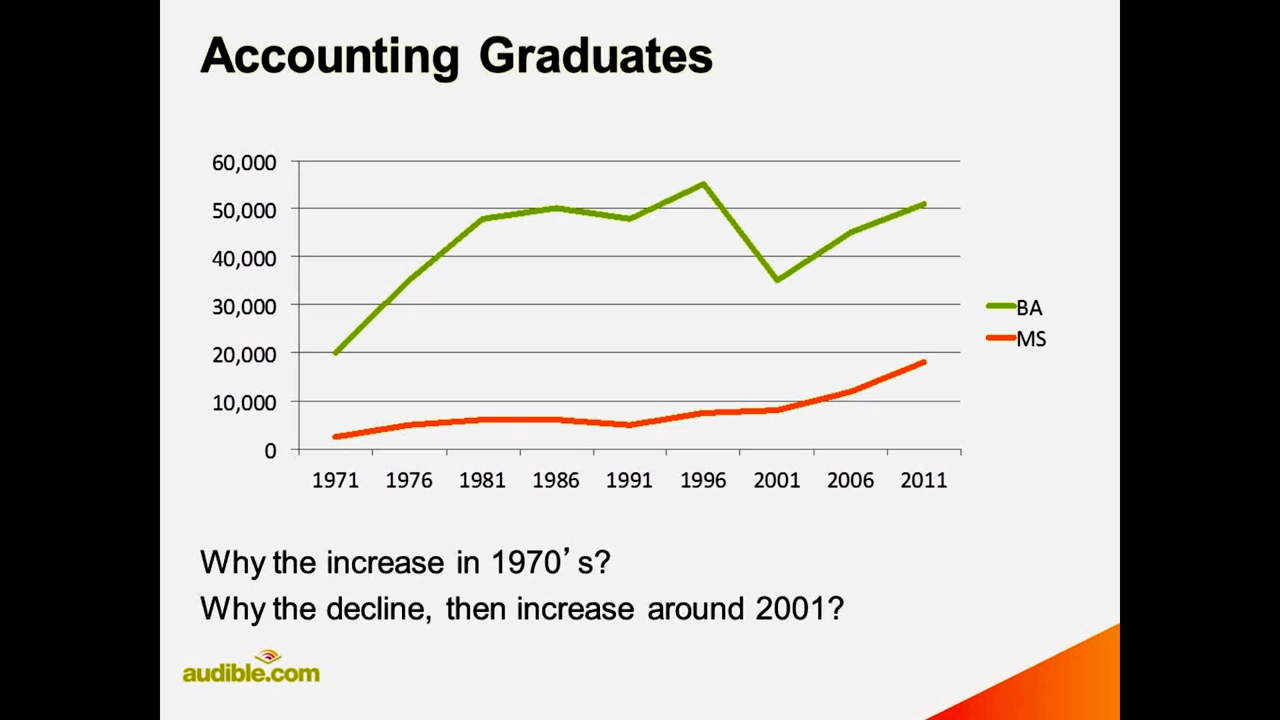 Accounting Graduates
60,000
50,000
40,000
30,000
20,000
10,000
0
1971 1976 1981 1986 1991 1996 2001 2006 2011
BA
MS
Why the increase in 1970’s?
Why the decline, then increase around 2001?
audible.com